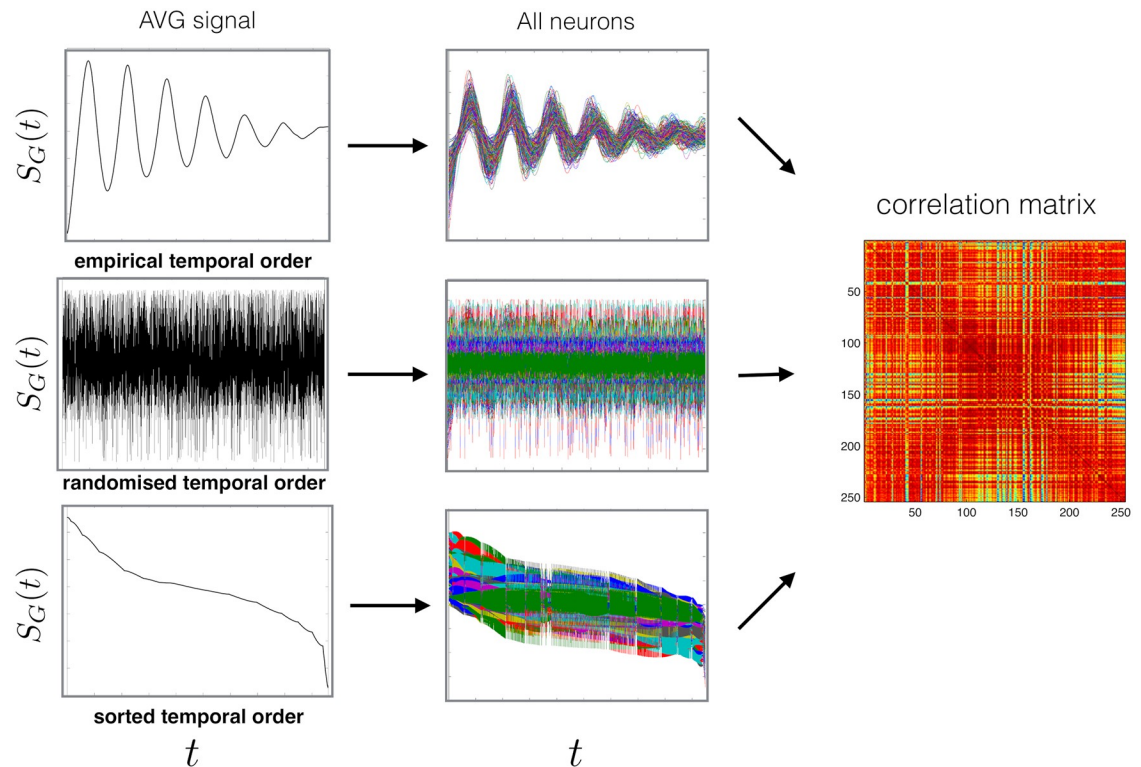 AVG signal
All neurons
S_G(t)
empirical temporal order
correlation matrix
S_G(t)
randomised temporal order
50
100
150
200
250
50 100 150 200 250
S_G(t)
sorted temporal order
t
t